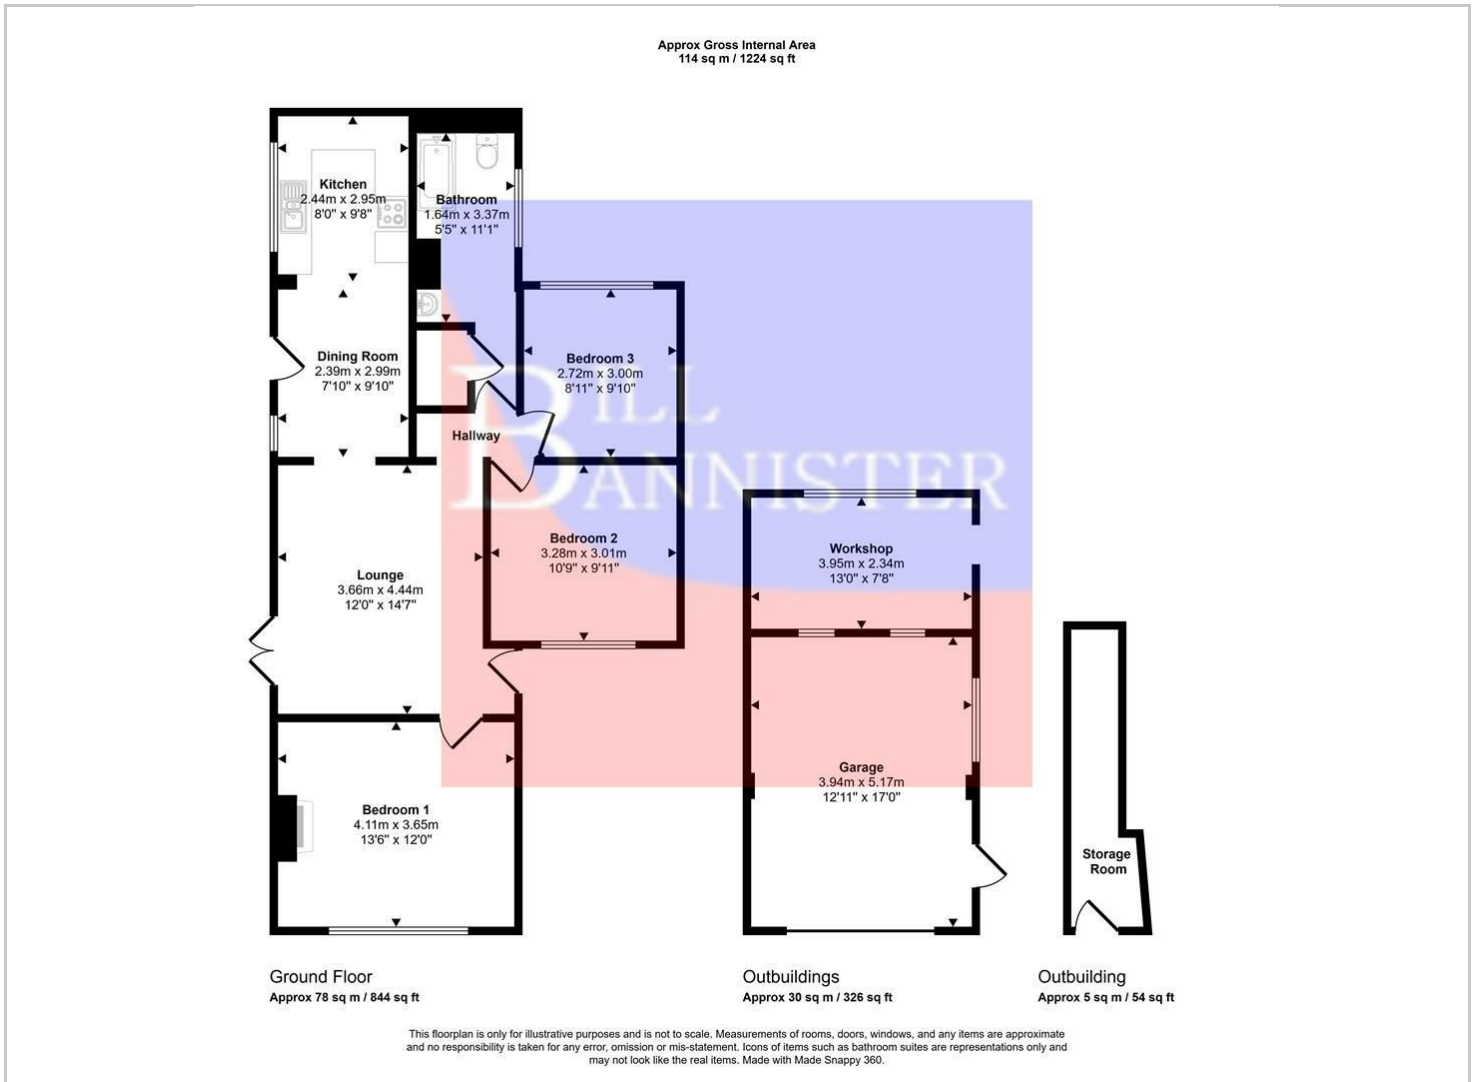 Approx Gross Internal Area
114 sq m / 1224 sq ft
Kitchen
2.44m x 2.95m
8'0" x 9'8"
Bathroom
1.64m x 3.37m
5'5" x 11'1"
Dining Room
2.39m x 2.99m
7'10" x 9'10"
Bedroom 3
2.72m x 3.00m
8'11" x 9'10"
Hallway
BILL
BANNISTER
Bedroom 2
3.28m x 3.01m
10'9" x 9'11"
Workshop
3.95m x 2.34m
13'0" x 7'8"
Lounge
3.66m x 4.44m
12'0" x 14'7"
Garage
3.94m x 5.17m
12'11" x 17'0"
Bedroom 1
4.11m x 3.65m
13'6" x 12'0"
Storage
Room
Ground Floor
Approx 78 sq m / 844 sq ft
Outbuildings
Approx 30 sq m / 326 sq ft
Outbuilding
Approx 5 sq m / 54 sq ft
This floorplan is only for illustrative purposes and is not to scale. Measurements of rooms, doors, windows, and any items are approximate
and no responsibility is taken for any error, omission or mis-statement. Icons of items such as bathroom suites are representations only and
may not look like the real items. Made with Made Snappy 360.